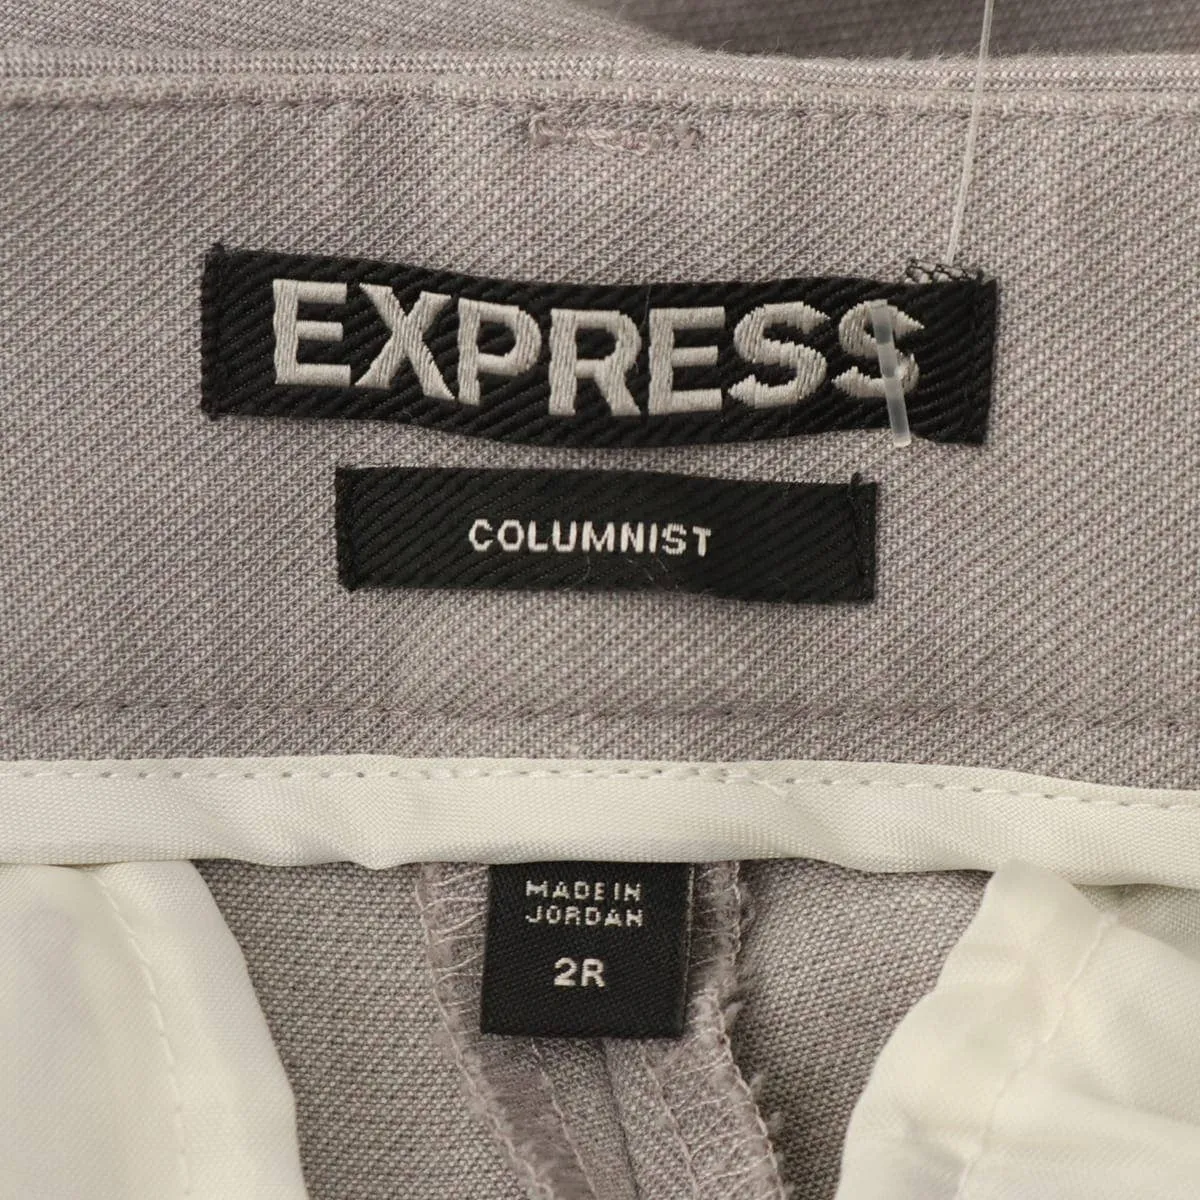 EXPRESS
COLUMNIST
MADE IN
JORDAN
2R